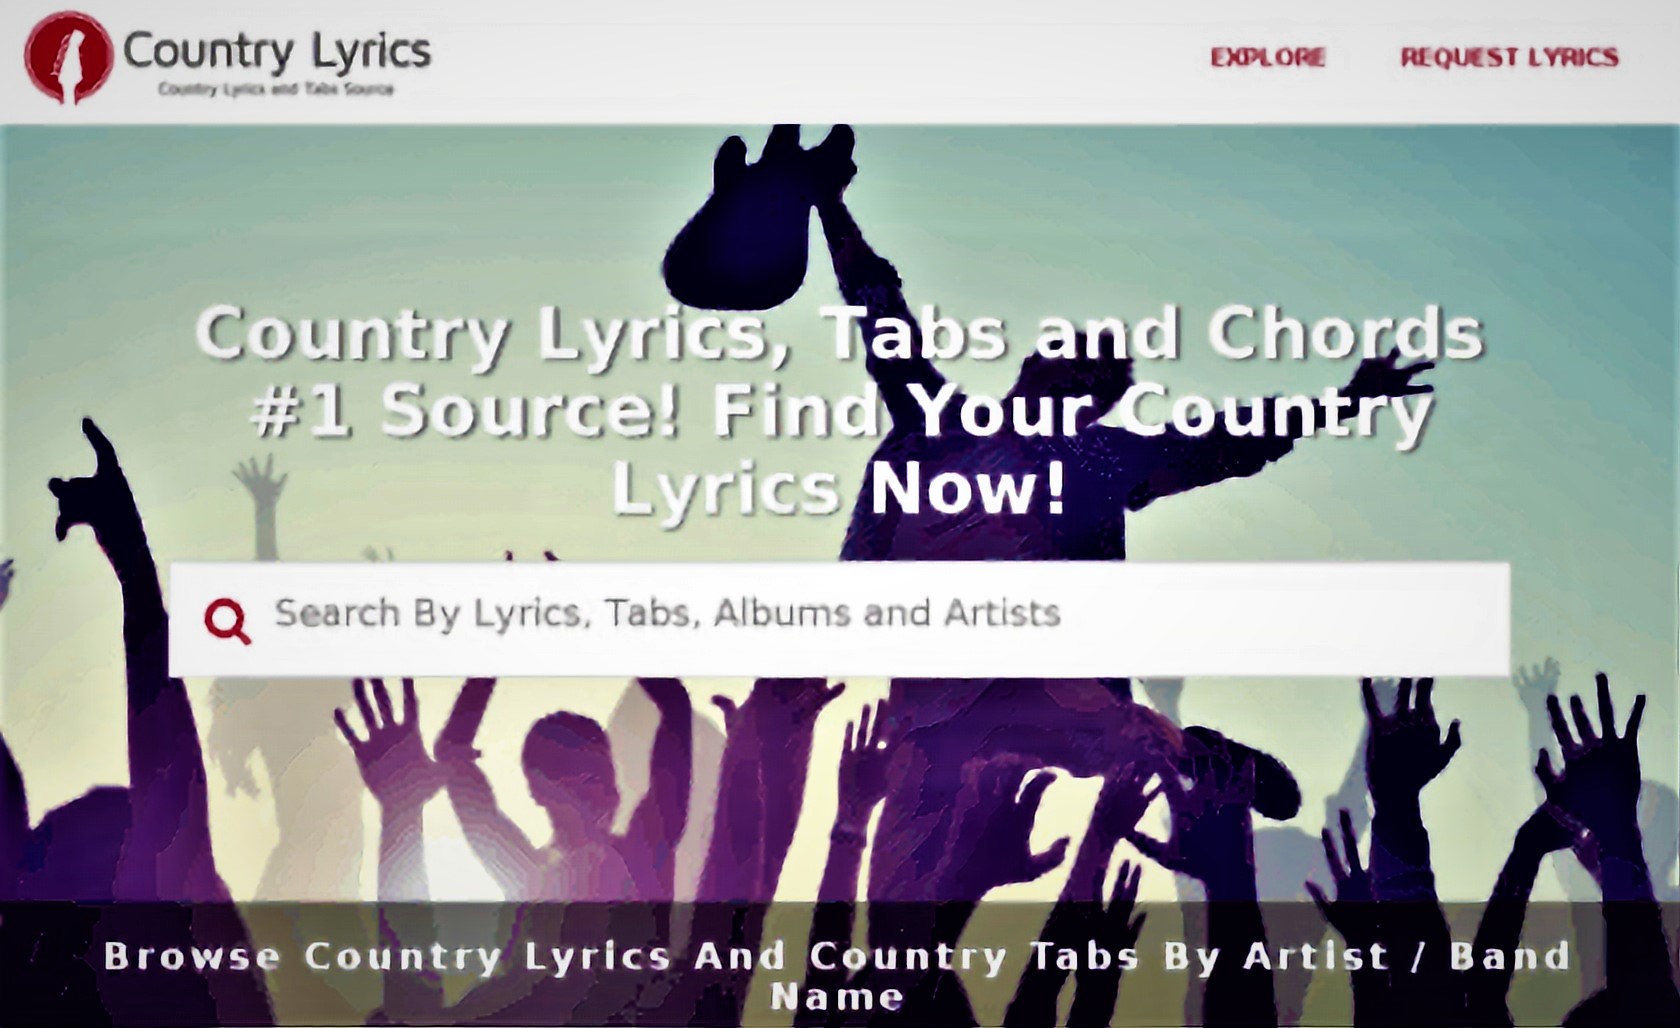 Country Lyrics
Country Lyrics and Tabs Source
EXPLORE
REQUEST LYRICS
Country Lyrics, Tabs and Chords
#1 Source! Find Your Country
Lyrics Now!
Search By Lyrics, Tabs, Albums and Artists
Browse Country Lyrics And Country Tabs By Artist / Band
Name